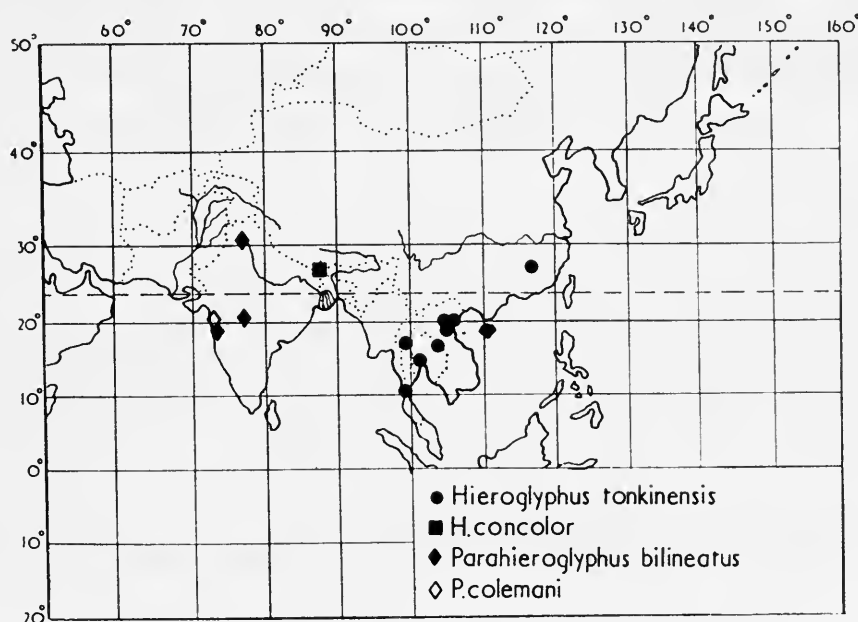 60° 70° 80° 100° 110° 120° 130° 140° 150° 160°
50°
40°
30°
20°
10°
0°
10°
20°
● Hieroglyphus tonkinensis
■ H.concolor
◆ Parahieroglyphus bilineatus
◇ P.colemani